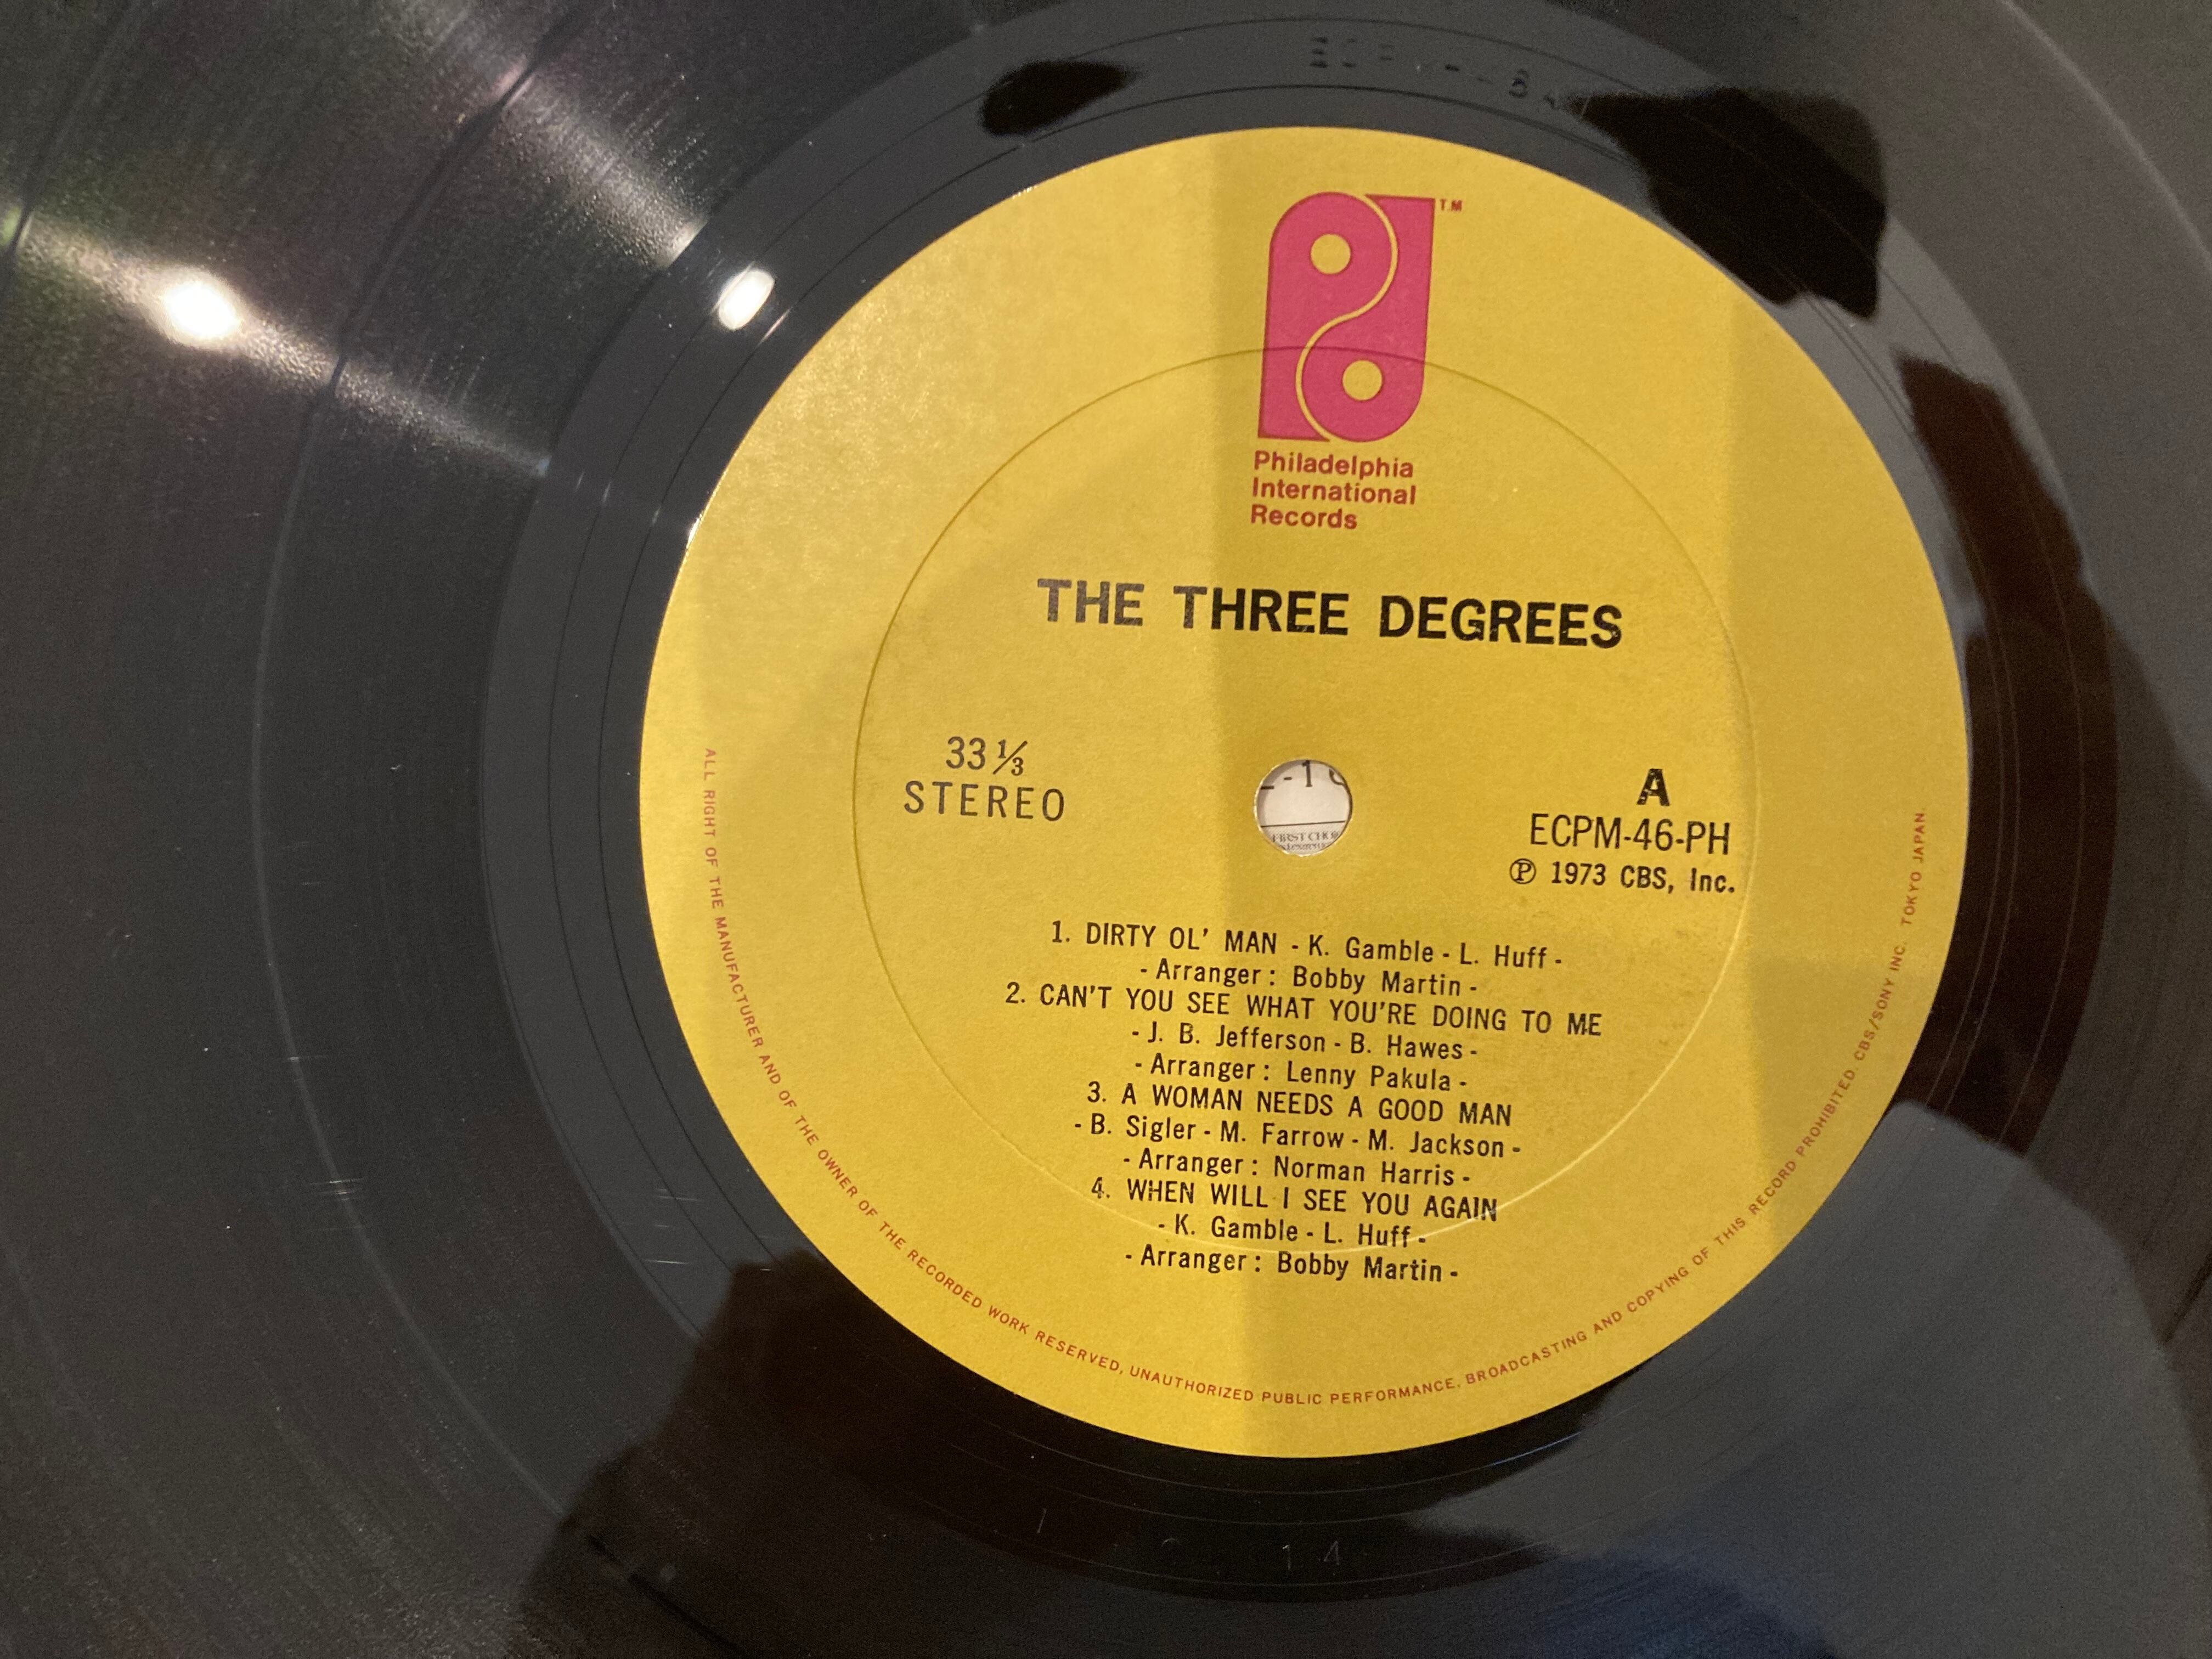 T.M
Philadelphia
International
Records
THE THREE DEGREES
33 ⅓
STEREO
A
ECPM-46-PH
Ⓟ 1973 CBS, Inc.
1. DIRTY OL' MAN - K. Gamble - L. Huff -
- Arranger: Bobby Martin -
2. CAN'T YOU SEE WHAT YOU'RE DOING TO ME
- J. B. Jefferson - B. Hawes -
- Arranger: Lenny Pakula -
3. A WOMAN NEEDS A GOOD MAN
- B. Sigler - M. Farrow - M. Jackson -
- Arranger: Norman Harris -
4. WHEN WILL I SEE YOU AGAIN
- K. Gamble - L. Huff -
- Arranger: Bobby Martin -
ALL RIGHT OF THE MANUFACTURER AND OF THE OWNER OF THE RECORDED WORK RESERVED, UNAUTHORIZED PUBLIC PERFORMANCE, BROADCASTING AND COPYING OF THIS RECORD PROHIBITED CBS/SONY INC. TOKYO JAPAN.
1 4